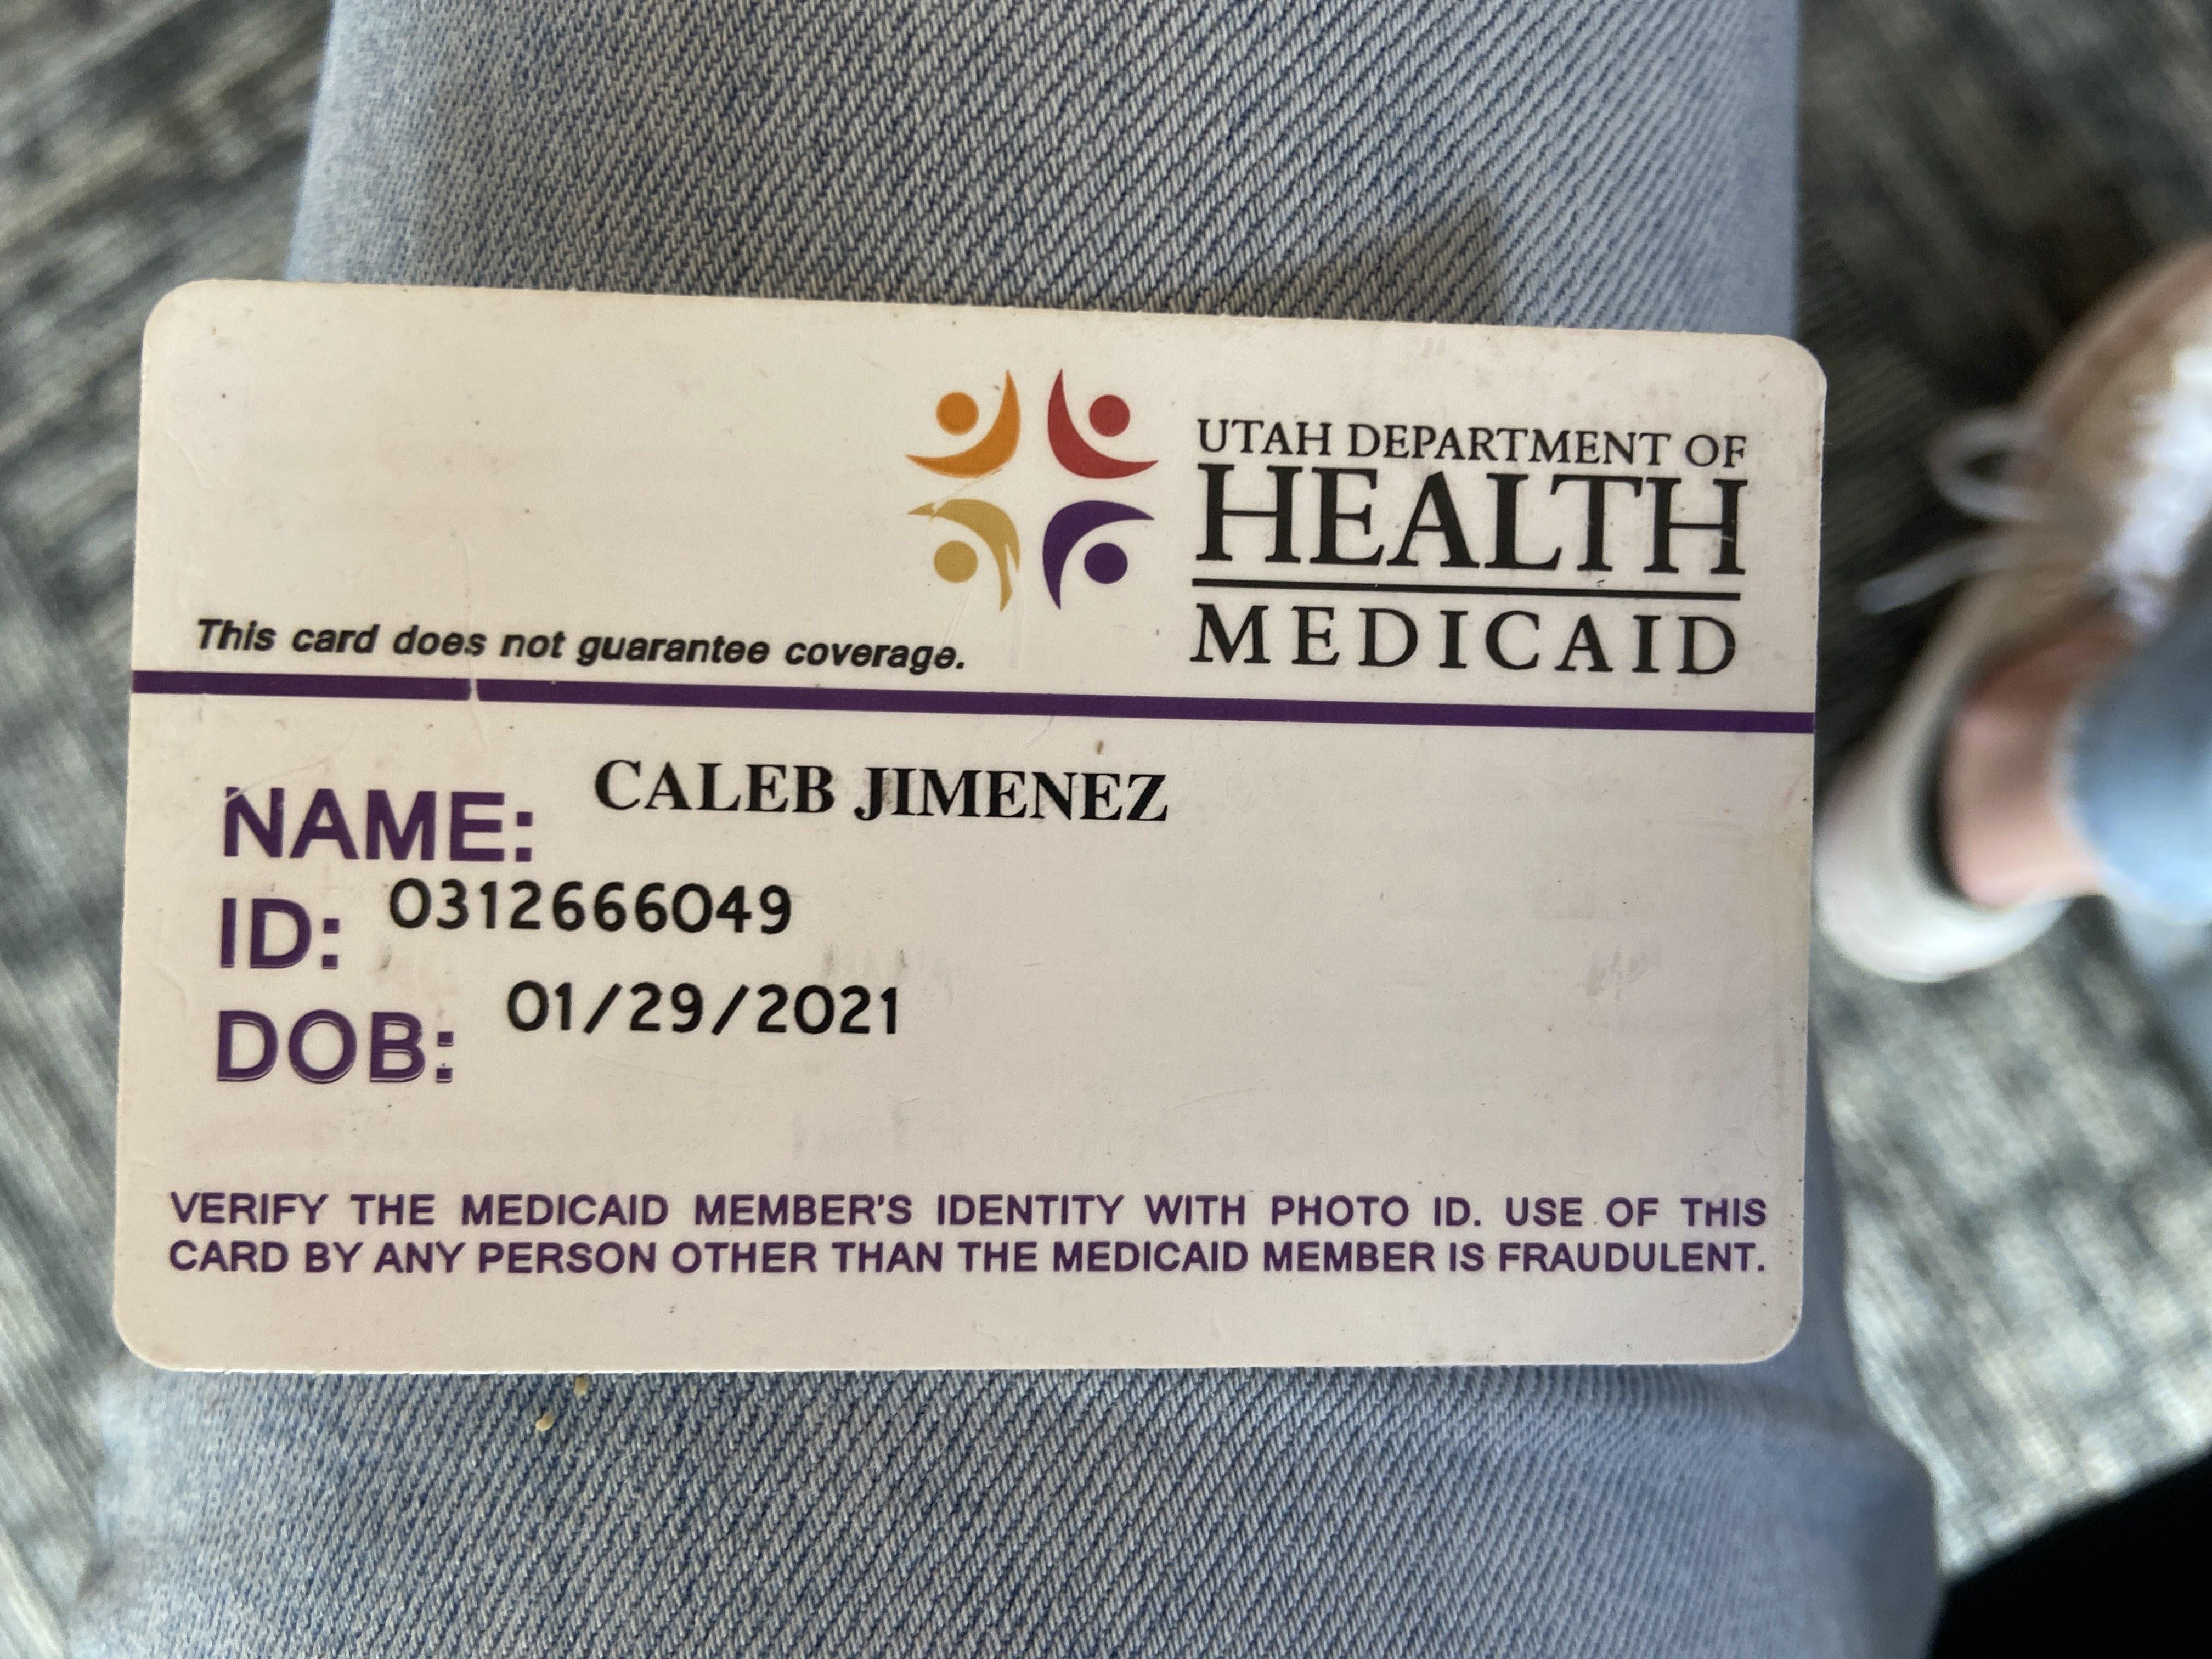 UTAH DEPARTMENT OF
HEALTH
MEDICAID
This card does not guarantee coverage.
NAME: CALEB JIMENEZ
ID: 0312666049
DOB: 01/29/2021
VERIFY THE MEDICAID MEMBER'S IDENTITY WITH PHOTO ID. USE OF THIS
CARD BY ANY PERSON OTHER THAN THE MEDICAID MEMBER IS FRAUDULENT.